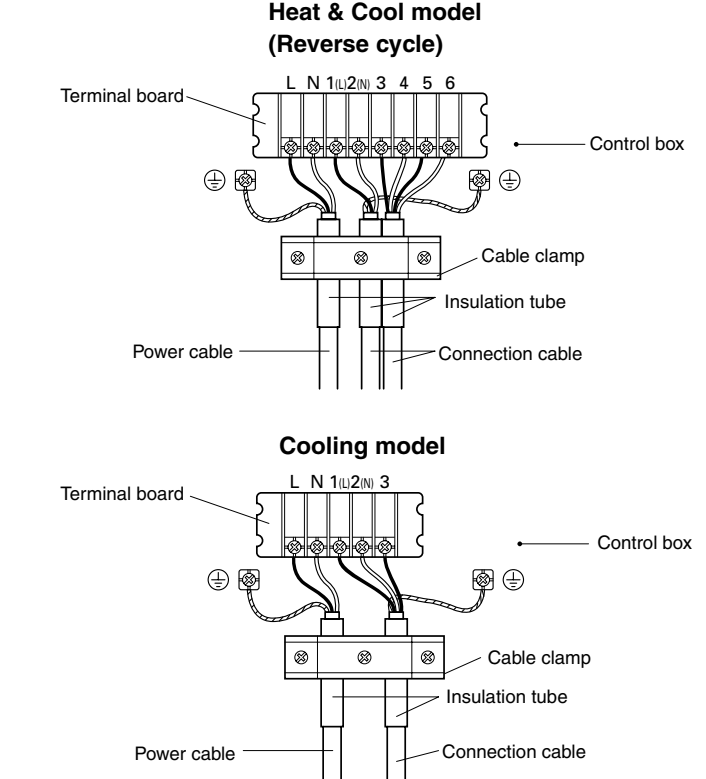 Heat & Cool model
(Reverse cycle)
L N 1(L) 2(N) 3 4 5 6
Terminal board
Control box
Cable clamp
Insulation tube
Power cable
Connection cable
Cooling model
L N 1(L) 2(N) 3
Terminal board
Control box
Cable clamp
Insulation tube
Power cable
Connection cable